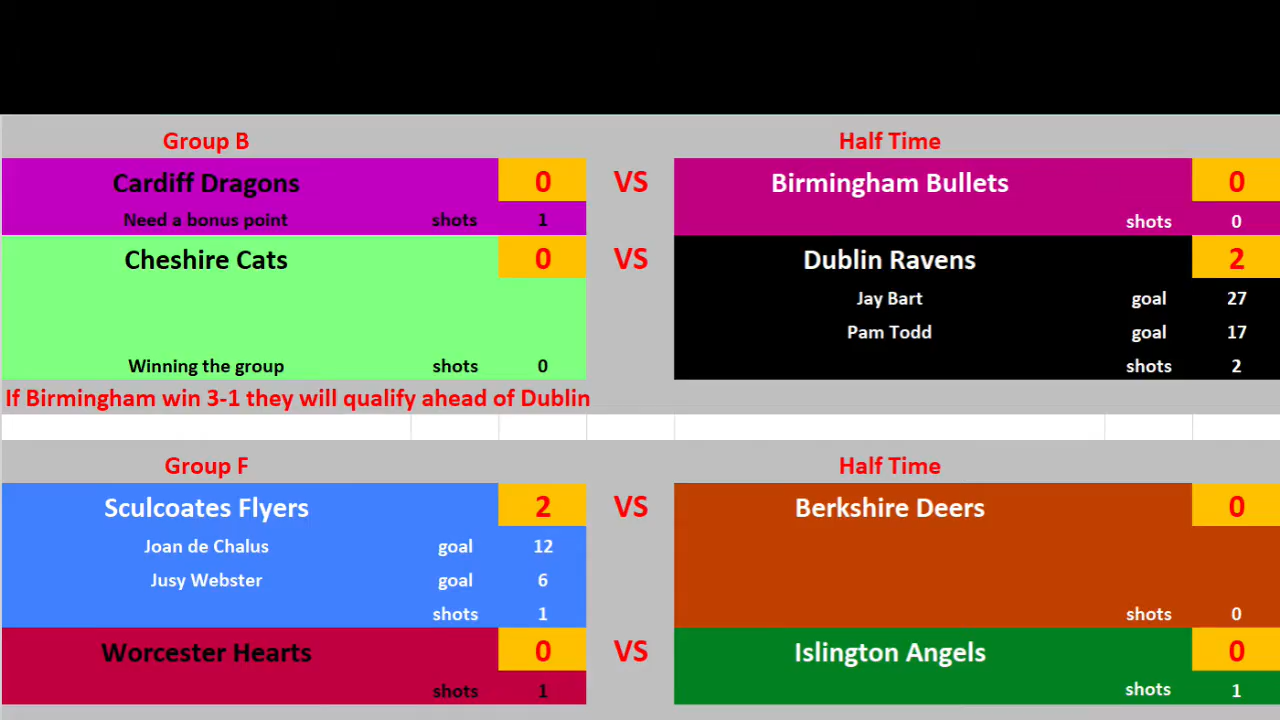 Group B Half Time
Cardiff Dragons 0 VS Birmingham Bullets 0
Need a bonus point shots 1 shots 0
Cheshire Cats 0 VS Dublin Ravens 2
Jay Bart goal 27
Pam Todd goal 17
Winning the group shots 0 shots 2
If Birmingham win 3-1 they will qualify ahead of Dublin
Group F Half Time
Sculcoates Flyers 2 VS Berkshire Deers 0
Joan de Chalus goal 12
Jusy Webster goal 6
shots 1 shots 0
Worcester Hearts 0 VS Islington Angels 0
shots 1 shots 1